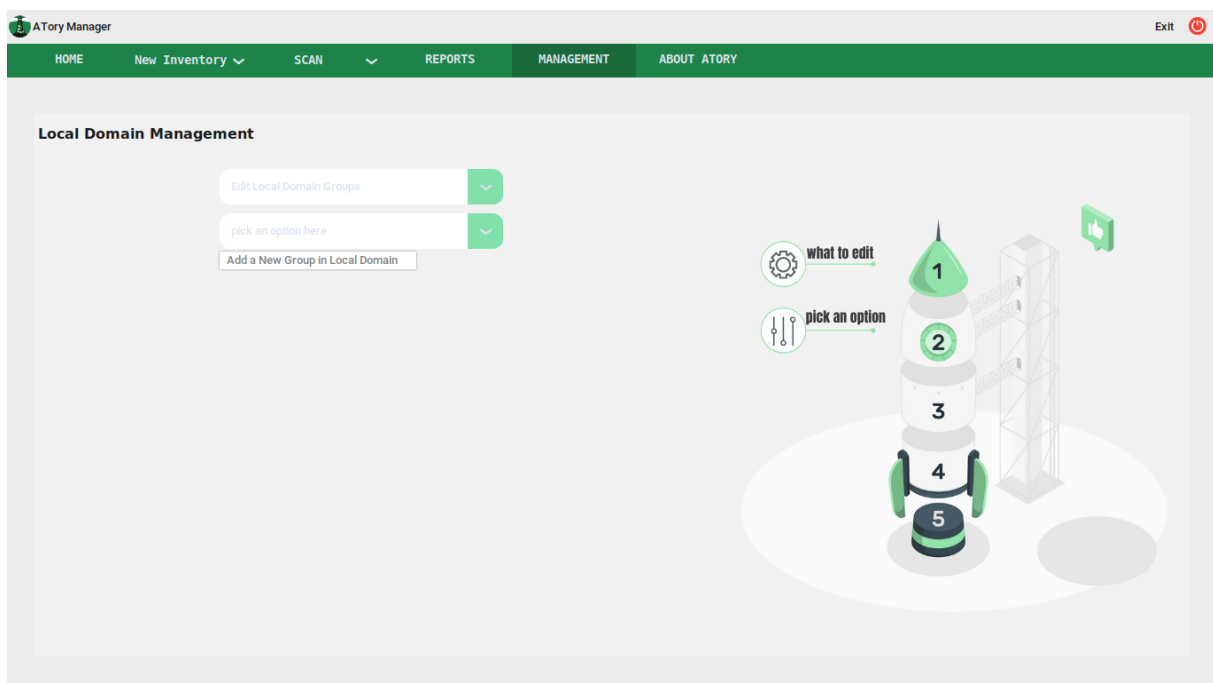 ATory Manager
Exit
HOME New Inventory SCAN REPORTS MANAGEMENT ABOUT ATORY
Local Domain Management
Edit Local Domain Groups
pick an option here
Add a New Group in Local Domain
what to edit
pick an option
1
2
3
4
5